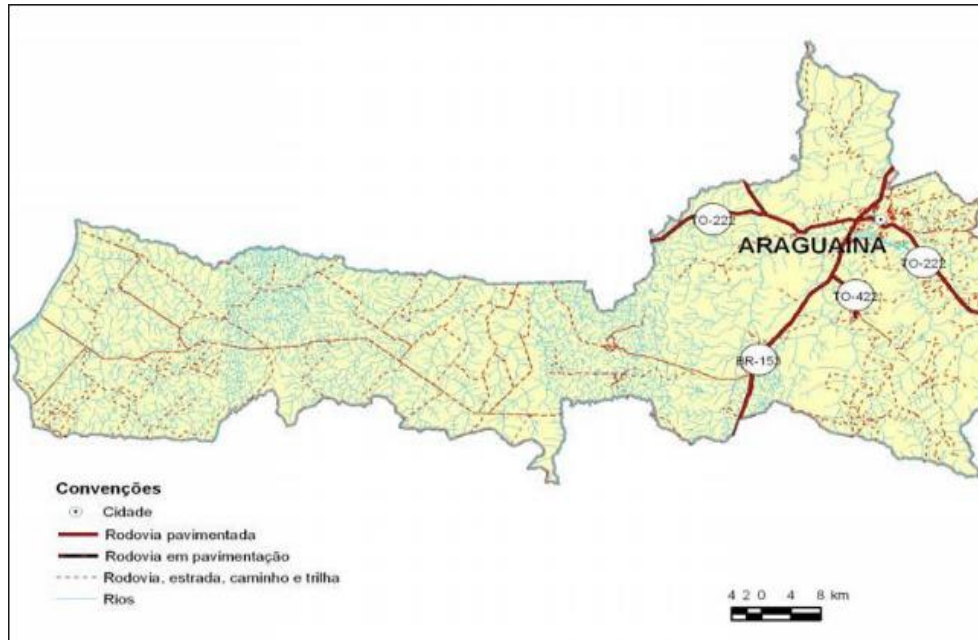 TO-222
ARAGUAINA
TO-222
TO-422
BR-153
Convenções
Cidade
Rodovia pavimentada
Rodovia em pavimentação
Rodovia, estrada, caminho e trilha
Rios
4 2 0 4 8 km